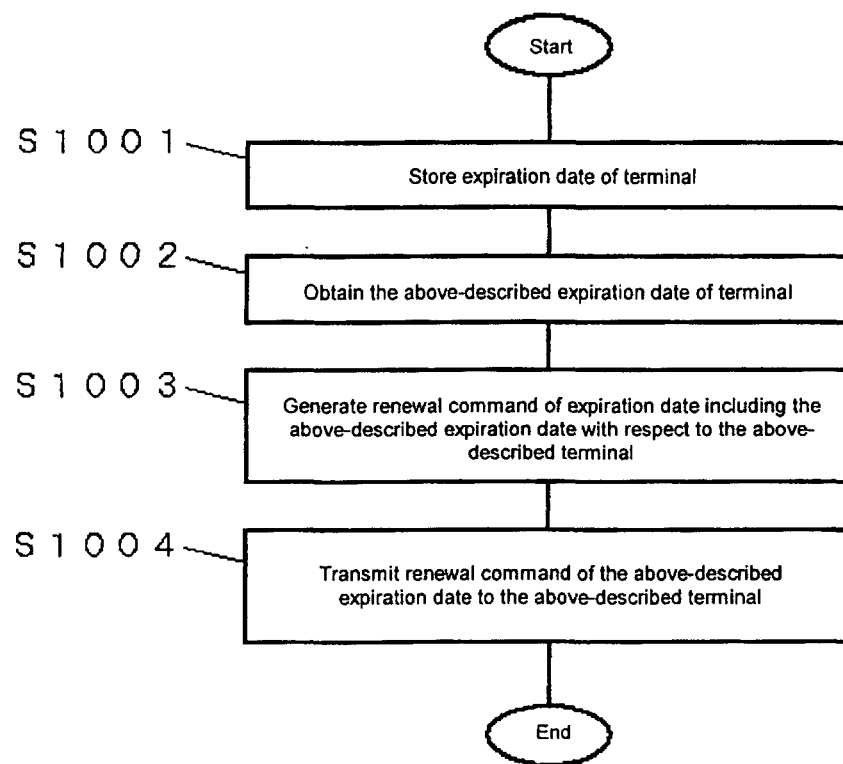 Start
S1001
Store expiration date of terminal
S1002
Obtain the above-described expiration date of terminal
S1003
Generate renewal command of expiration date including the
above-described expiration date with respect to the above-
described terminal
S1004
Transmit renewal command of the above-described
expiration date to the above-described terminal
End